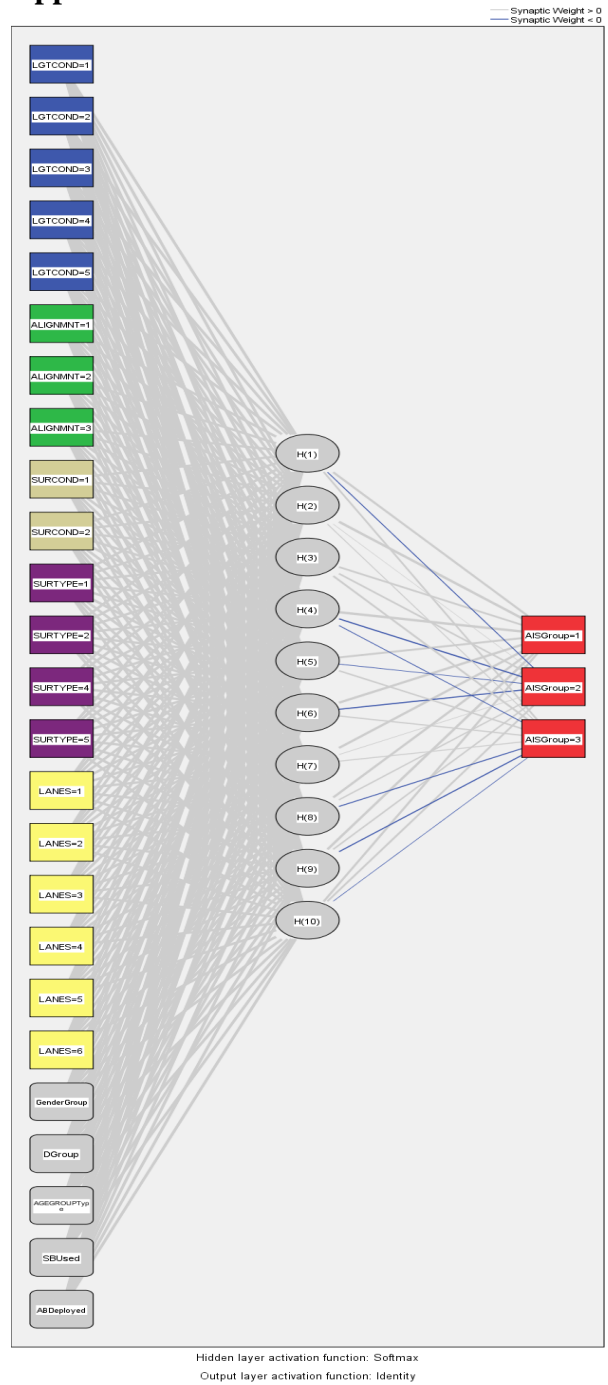 Synaptic Weight > 0
Synaptic Weight < 0
LGTCOND=1
LGTCOND=2
LGTCOND=3
LGTCOND=4
LGTCOND=5
ALIGNMNT=1
ALIGNMNT=2
ALIGNMNT=3
SURCOND=1
SURCOND=2
SURTYPE=1
SURTYPE=2
SURTYPE=4
SURTYPE=5
LANES=1
LANES=2
LANES=3
LANES=4
LANES=5
LANES=6
GenderGroup
DGroup
AGEGROUPTyp
e
SBUsed
ABDeployed
H(1)
H(2)
H(3)
H(4)
H(5)
H(6)
H(7)
H(8)
H(9)
H(10)
AISGroup=1
AISGroup=2
AISGroup=3
Hidden layer activation function: Softmax
Output layer activation function: Identity